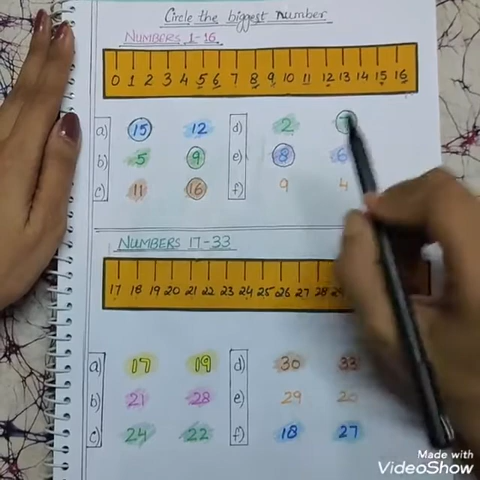 Circle the biggest number
NUMBERS 1-16
0 1 2 3 4 5 6 7 8 9 10 11 12 13 14 15 16
a) 15 12 d) 2 7
b) 5 9 e) 8 6
c) 11 16 f) 9 4
NUMBERS 17-33
17 18 19 20 21 22 23 24 25 26 27 28
a) 17 19 d) 30 33
b) 21 28 e) 29 20
c) 24 22 f) 18 27
Made with
VideoShow